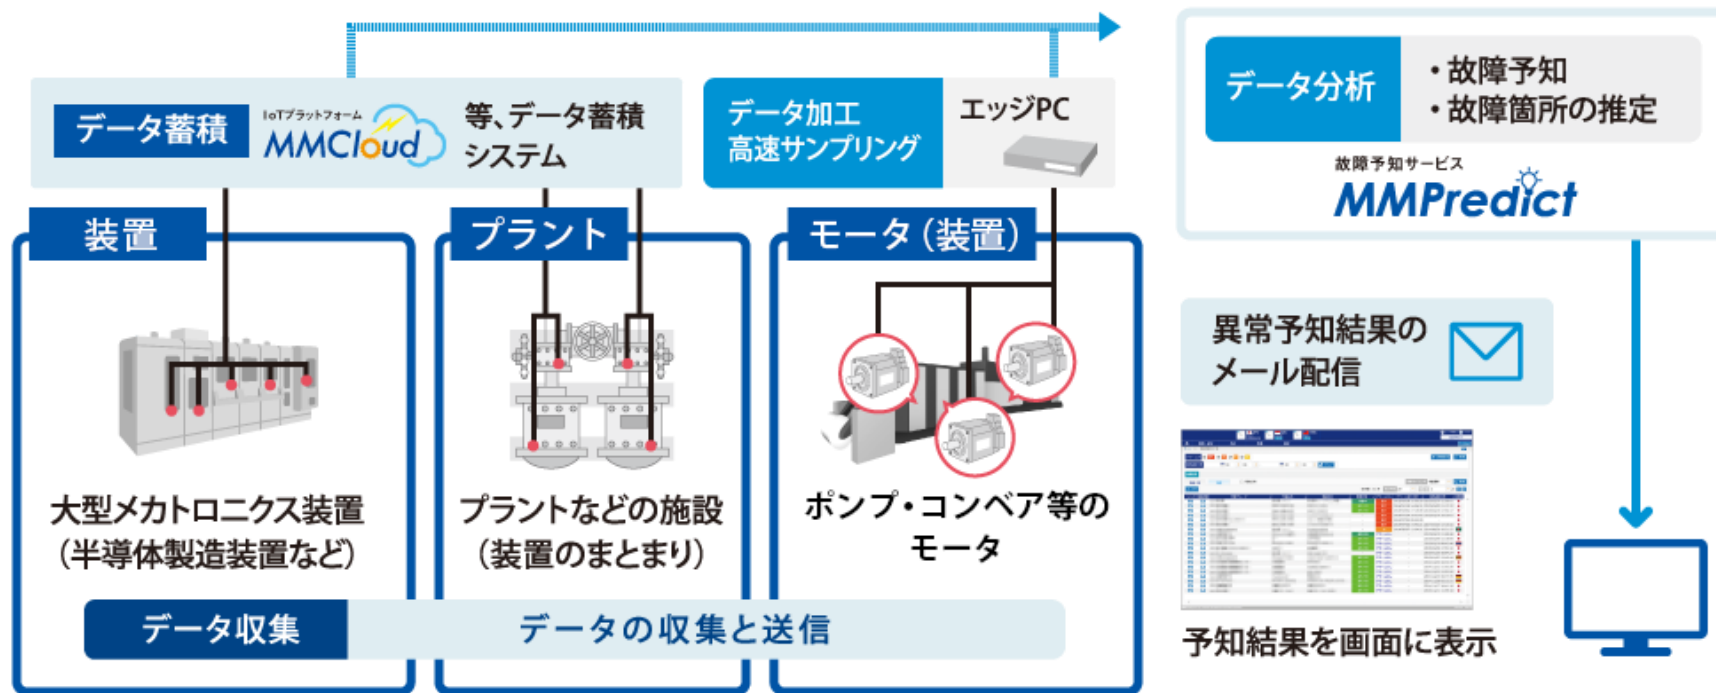 データ蓄積
IoTプラットフォーム
MMCloud
等、データ蓄積
システム
データ加工
高速サンプリング
エッジPC
データ分析
・故障予知
・故障箇所の推定
故障予知サービス
MMPredict
装置
プラント
モータ（装置）
大型メカトロニクス装置
（半導体製造装置など）
プラントなどの施設
（装置のまとまり）
ポンプ・コンベア等の
モータ
データ収集
データの収集と送信
異常予知結果の
メール配信
予知結果を画面に表示